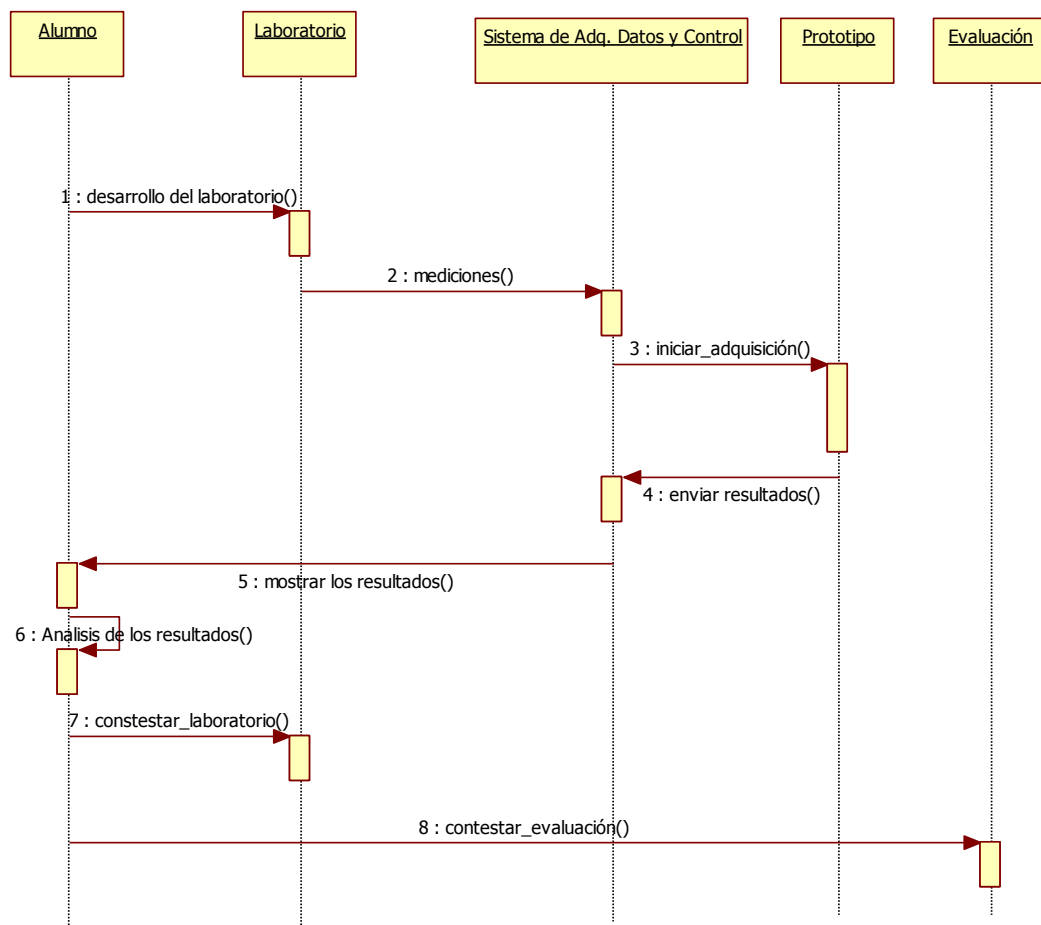 Alumno
Laboratorio
Sistema de Adq. Datos y Control
Prototipo
Evaluación
1 : desarrollo del laboratorio()
2 : mediciones()
3 : iniciar_adquisición()
4 : enviar resultados()
5 : mostrar los resultados()
6 : Análisis de los resultados()
7 : constestar_laboratorio()
8 : contestar_evaluación()